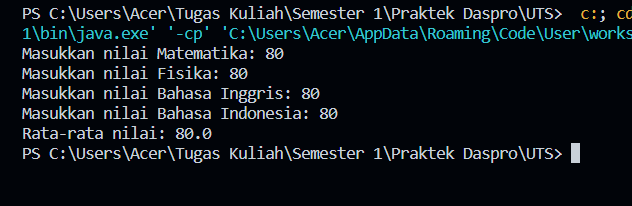 PS C:\Users\Acer\Tugas Kuliah\Semester 1\Praktek Daspro\UTS>  c:; cd
1\bin\java.exe' '-cp' 'C:\Users\Acer\AppData\Roaming\Code\User\works
Masukkan nilai Matematika: 80
Masukkan nilai Fisika: 80
Masukkan nilai Bahasa Inggris: 80
Masukkan nilai Bahasa Indonesia: 80
Rata-rata nilai: 80.0
PS C:\Users\Acer\Tugas Kuliah\Semester 1\Praktek Daspro\UTS>